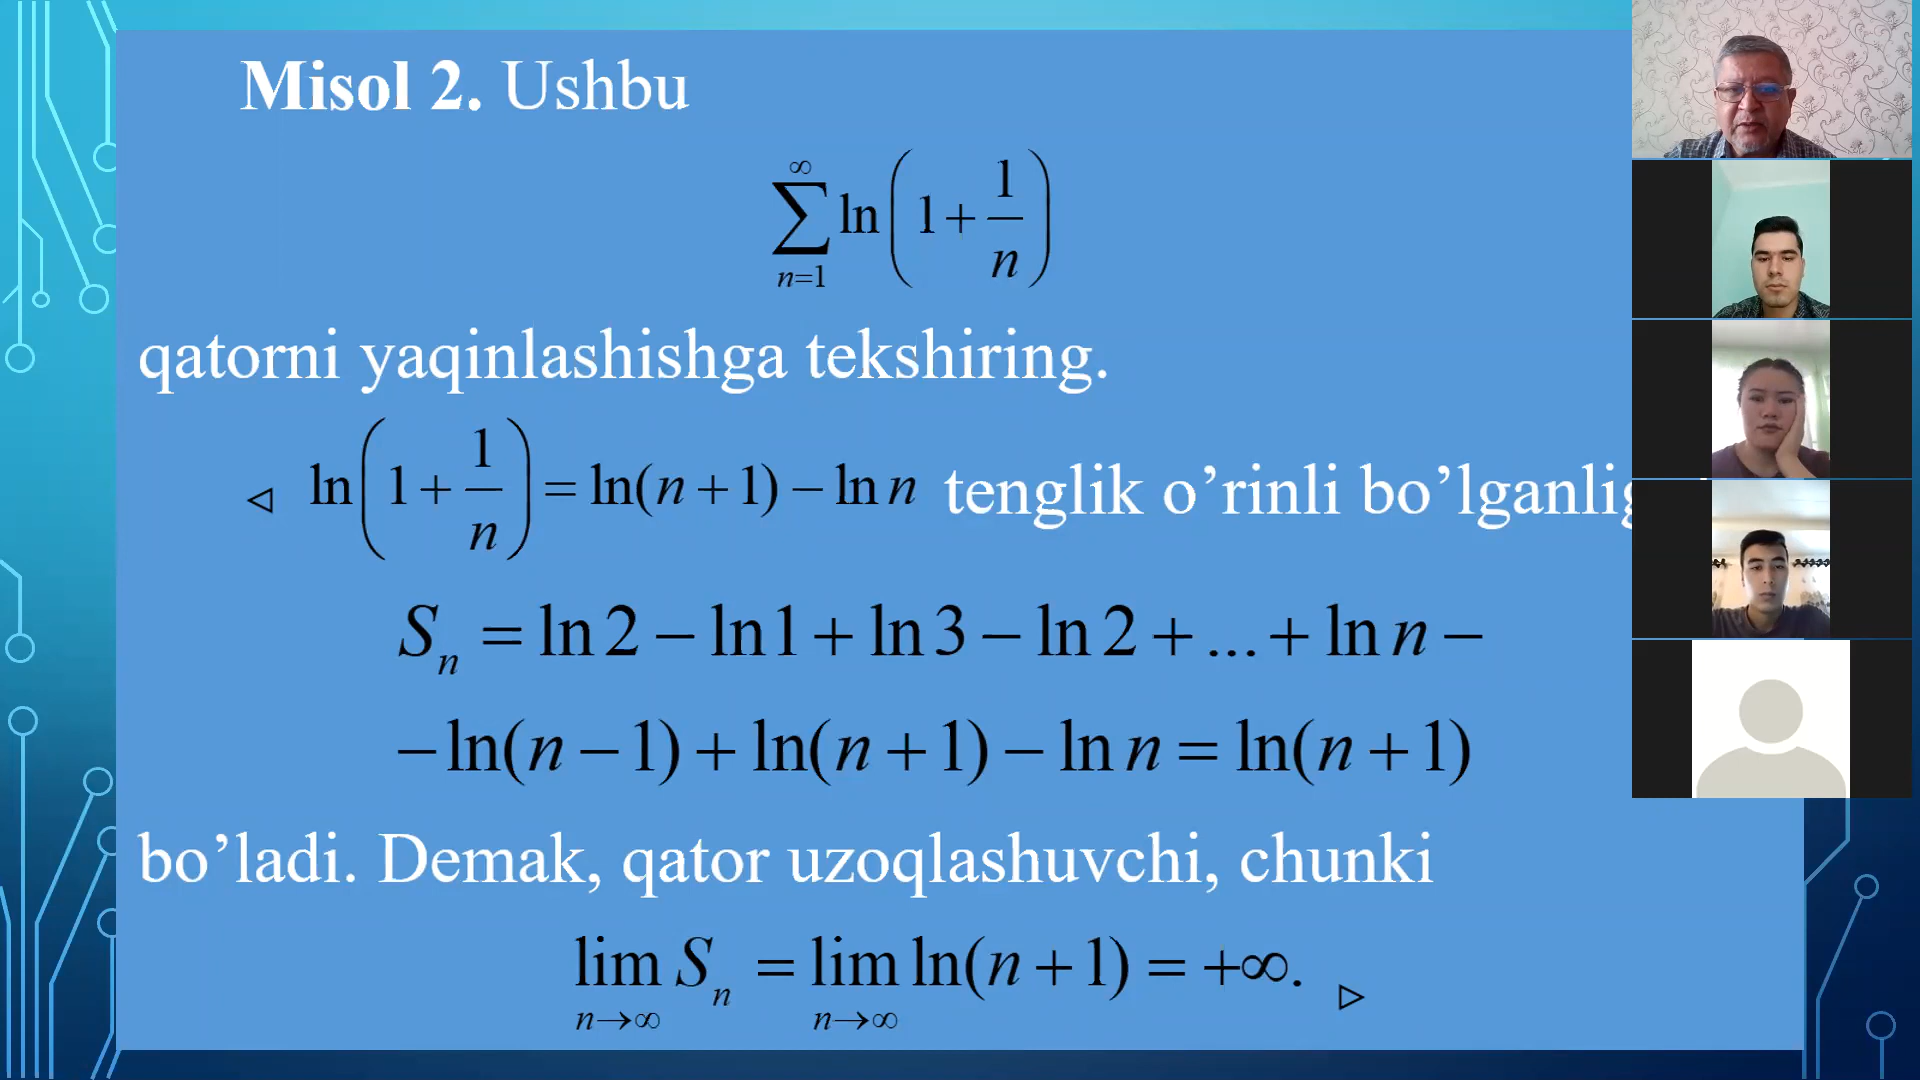 Misol 2. Ushbu
∑_{n=1}^{∞} ln(1 + 1/n)
qatorni yaqinlashishga tekshiring.
◁ ln(1 + 1/n) = ln(n + 1) − ln n tenglik o’rinli
S_n = ln 2 − ln 1 + ln 3 − ln 2 + ... + ln n −
− ln(n − 1) + ln(n + 1) − ln n = ln(n + 1)
bo’ladi. Demak, qator uzoqlashuvchi, chunki
lim_{n→∞} S_n = lim_{n→∞} ln(n + 1) = +∞. ▷